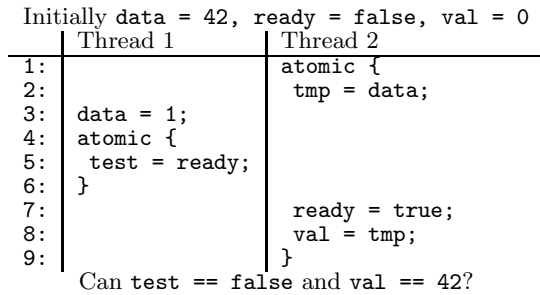 Initially data = 42, ready = false, val = 0
Thread 1 Thread 2
1: atomic {
2: tmp = data;
3: data = 1;
4: atomic {
5: test = ready;
6: }
7: ready = true;
8: val = tmp;
9: }
Can test == false and val == 42?